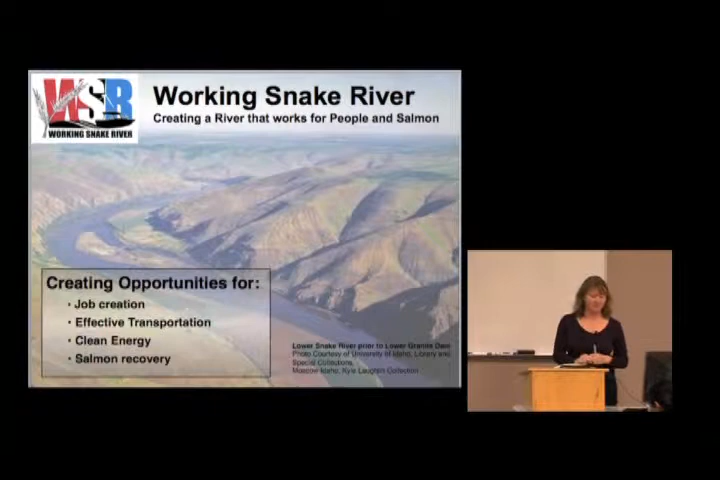 WSR
WORKING SNAKE RIVER
Working Snake River
Creating a River that works for People and Salmon
Creating Opportunities for:
· Job creation
· Effective Transportation
· Clean Energy
· Salmon recovery
Lower Snake River prior to Lower Granite Dam
Photo Courtesy of University of Idaho, Library and
Special Collections,
Moscow Idaho, Kyle Laughlin Collection